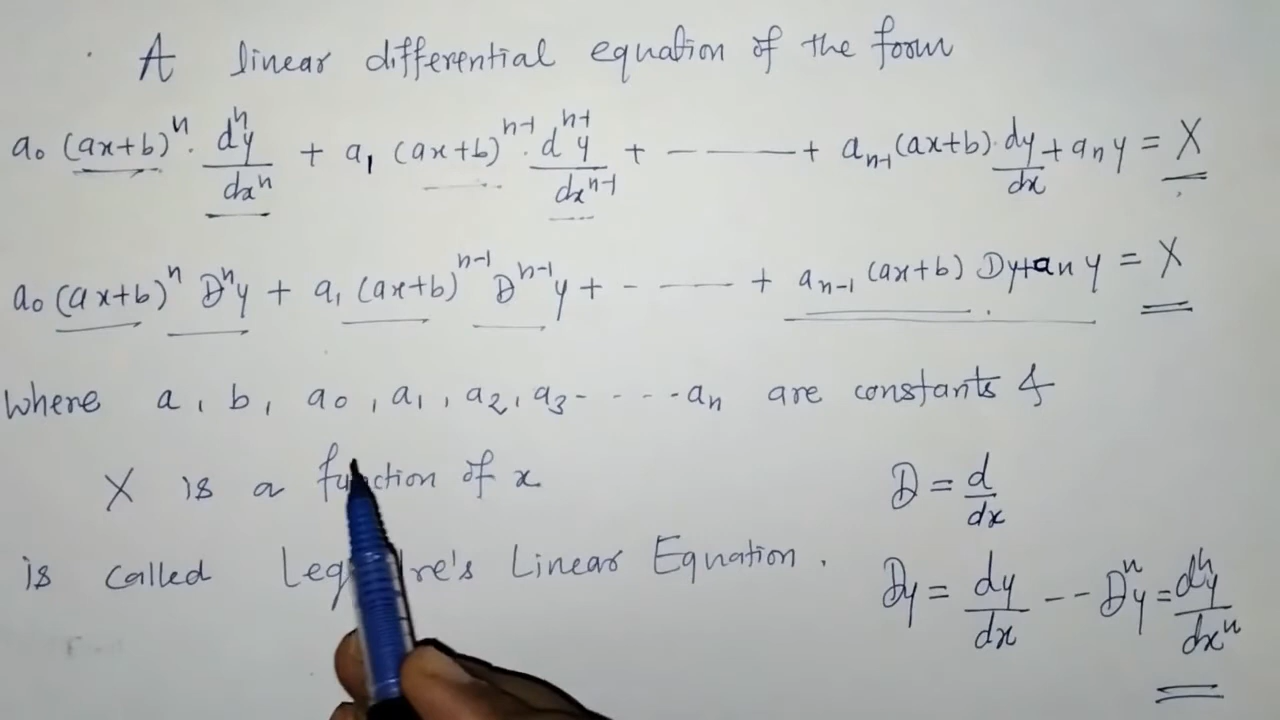 A linear differential equation of the form
a₀ (ax+b)ⁿ · dⁿy/dxⁿ + a₁ (ax+b)ⁿ⁻¹ · dⁿ⁻¹y/dxⁿ⁻¹ + - —— + aₙ₋₁ (ax+b) · dy/dx + aₙ y = X
a₀ (ax+b)ⁿ Dⁿy + a₁ (ax+b)ⁿ⁻¹ Dⁿ⁻¹y + - - —— + aₙ₋₁ (ax+b) Dy + aₙ y = X
where a, b, a₀, a₁, a₂, a₃ - - - - - aₙ are constants &
X is a function of x
D = d/dx
is called Linear Equation.
Dy = dy/dx -- Dⁿy = dⁿy/dxⁿ